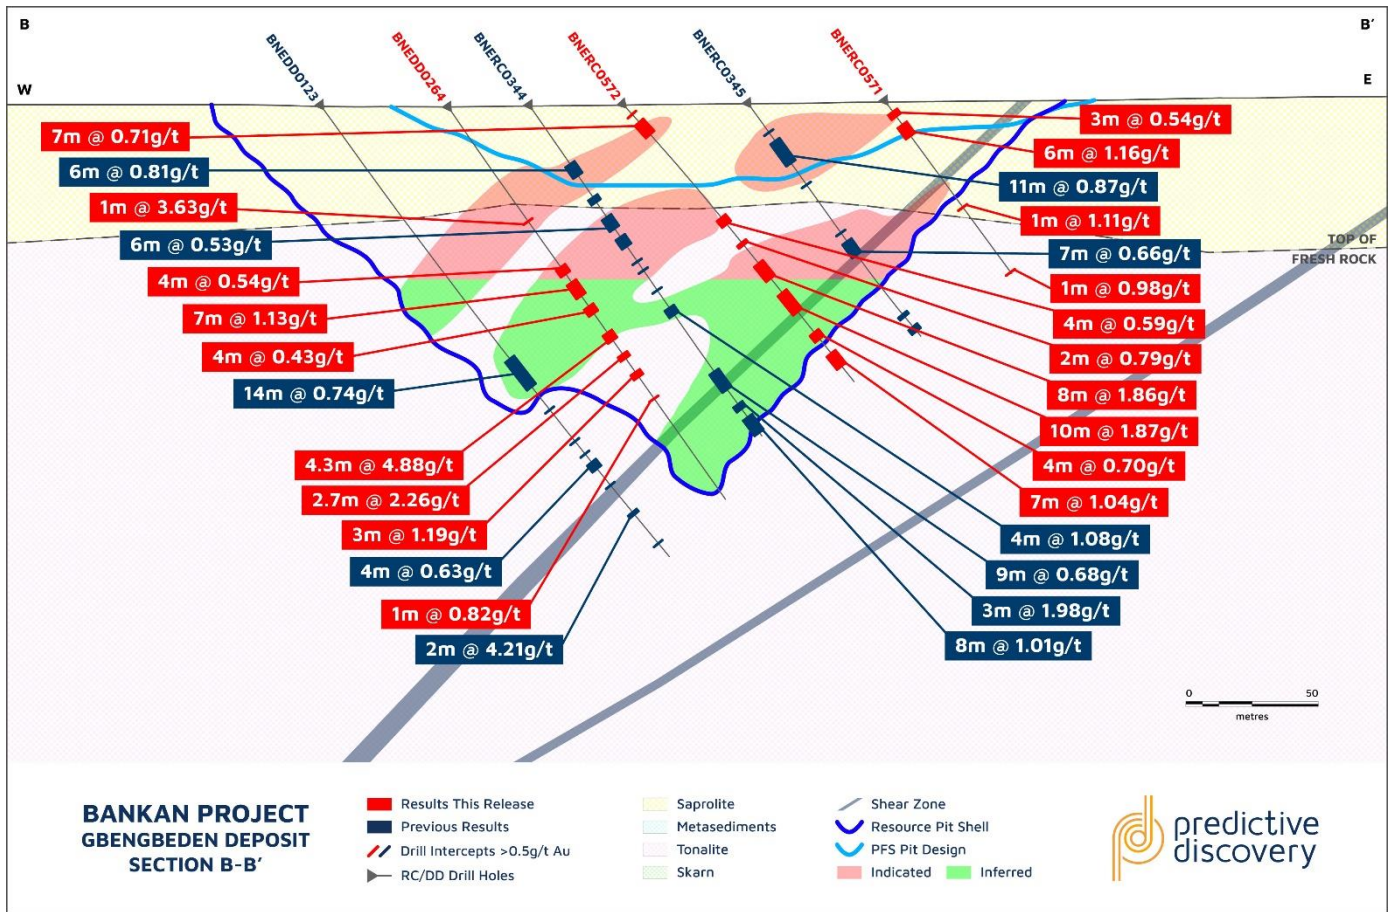 B
B'
W
E
BNEDD0123
BNEDD0264
BNERC0344
BNERC0572
BNERC0345
BNERC0571
7m @ 0.71g/t
6m @ 0.81g/t
1m @ 3.63g/t
6m @ 0.53g/t
4m @ 0.54g/t
7m @ 1.13g/t
4m @ 0.43g/t
14m @ 0.74g/t
4.3m @ 4.88g/t
2.7m @ 2.26g/t
3m @ 1.19g/t
4m @ 0.63g/t
1m @ 0.82g/t
2m @ 4.21g/t
3m @ 0.54g/t
6m @ 1.16g/t
11m @ 0.87g/t
1m @ 1.11g/t
7m @ 0.66g/t
1m @ 0.98g/t
4m @ 0.59g/t
2m @ 0.79g/t
8m @ 1.86g/t
10m @ 1.87g/t
4m @ 0.70g/t
7m @ 1.04g/t
4m @ 1.08g/t
9m @ 0.68g/t
3m @ 1.98g/t
8m @ 1.01g/t
TOP OF
FRESH ROCK
0 50
metres
BANKAN PROJECT
GBENGBEDEN DEPOSIT
SECTION B-B'
Results This Release
Previous Results
Drill Intercepts >0.5g/t Au
RC/DD Drill Holes
Saprolite
Metasediments
Tonalite
Skarn
Shear Zone
Resource Pit Shell
PFS Pit Design
Indicated Inferred
predictive
discovery